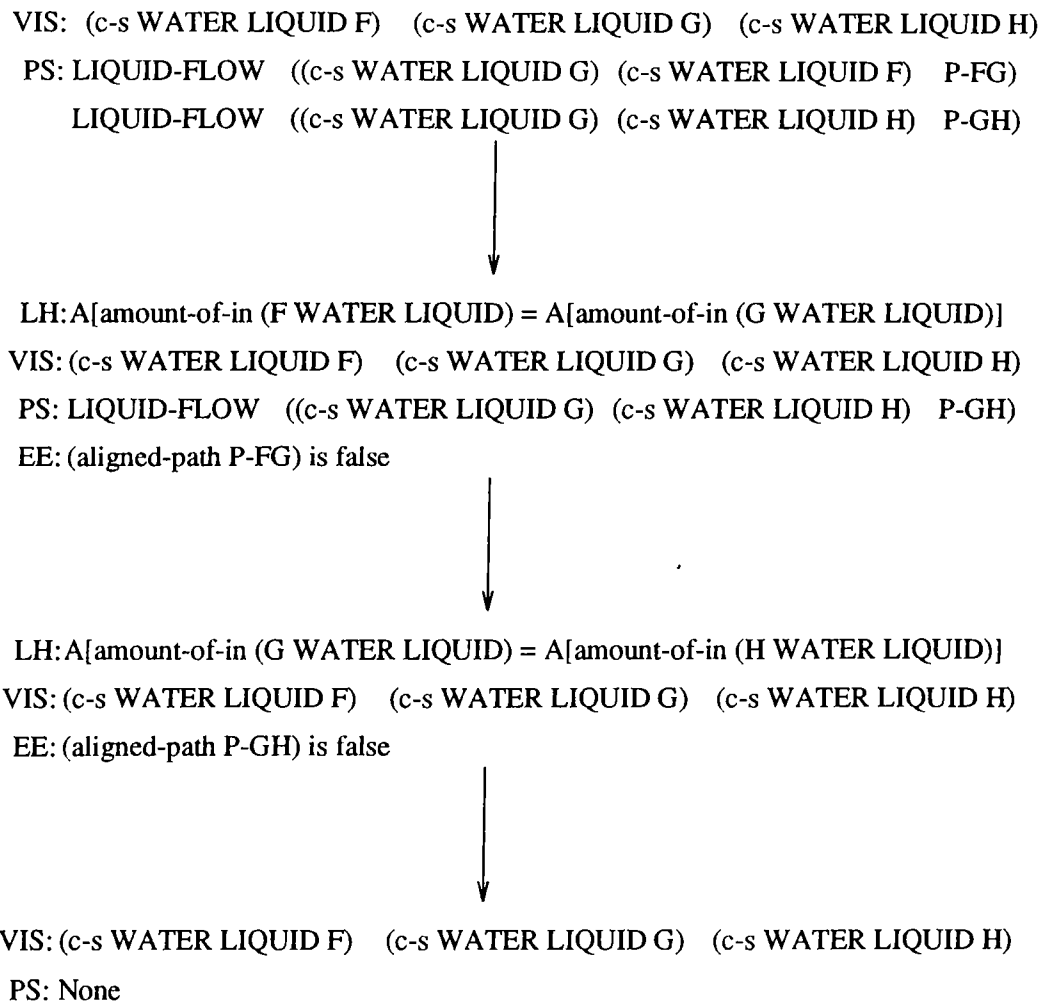 VIS: (c-s WATER LIQUID F) (c-s WATER LIQUID G) (c-s WATER LIQUID H)
PS: LIQUID-FLOW ((c-s WATER LIQUID G) (c-s WATER LIQUID F) P-FG)
LIQUID-FLOW ((c-s WATER LIQUID G) (c-s WATER LIQUID H) P-GH)
LH: A[amount-of-in (F WATER LIQUID) = A[amount-of-in (G WATER LIQUID)]
VIS: (c-s WATER LIQUID F) (c-s WATER LIQUID G) (c-s WATER LIQUID H)
PS: LIQUID-FLOW ((c-s WATER LIQUID G) (c-s WATER LIQUID H) P-GH)
EE: (aligned-path P-FG) is false
LH: A[amount-of-in (G WATER LIQUID) = A[amount-of-in (H WATER LIQUID)]
VIS: (c-s WATER LIQUID F) (c-s WATER LIQUID G) (c-s WATER LIQUID H)
EE: (aligned-path P-GH) is false
VIS: (c-s WATER LIQUID F) (c-s WATER LIQUID G) (c-s WATER LIQUID H)
PS: None